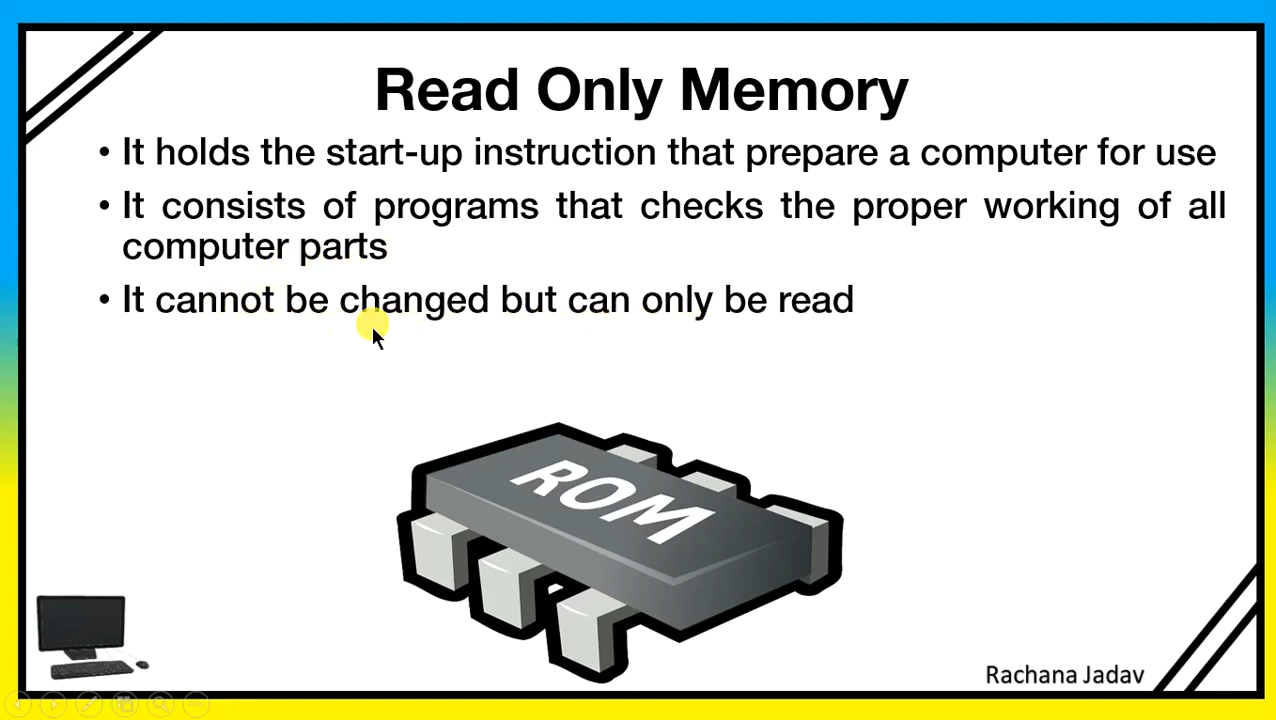 Read Only Memory
• It holds the start-up instruction that prepare a computer for use
• It consists of programs that checks the proper working of all
computer parts
• It cannot be changed but can only be read
ROM
Rachana Jadav